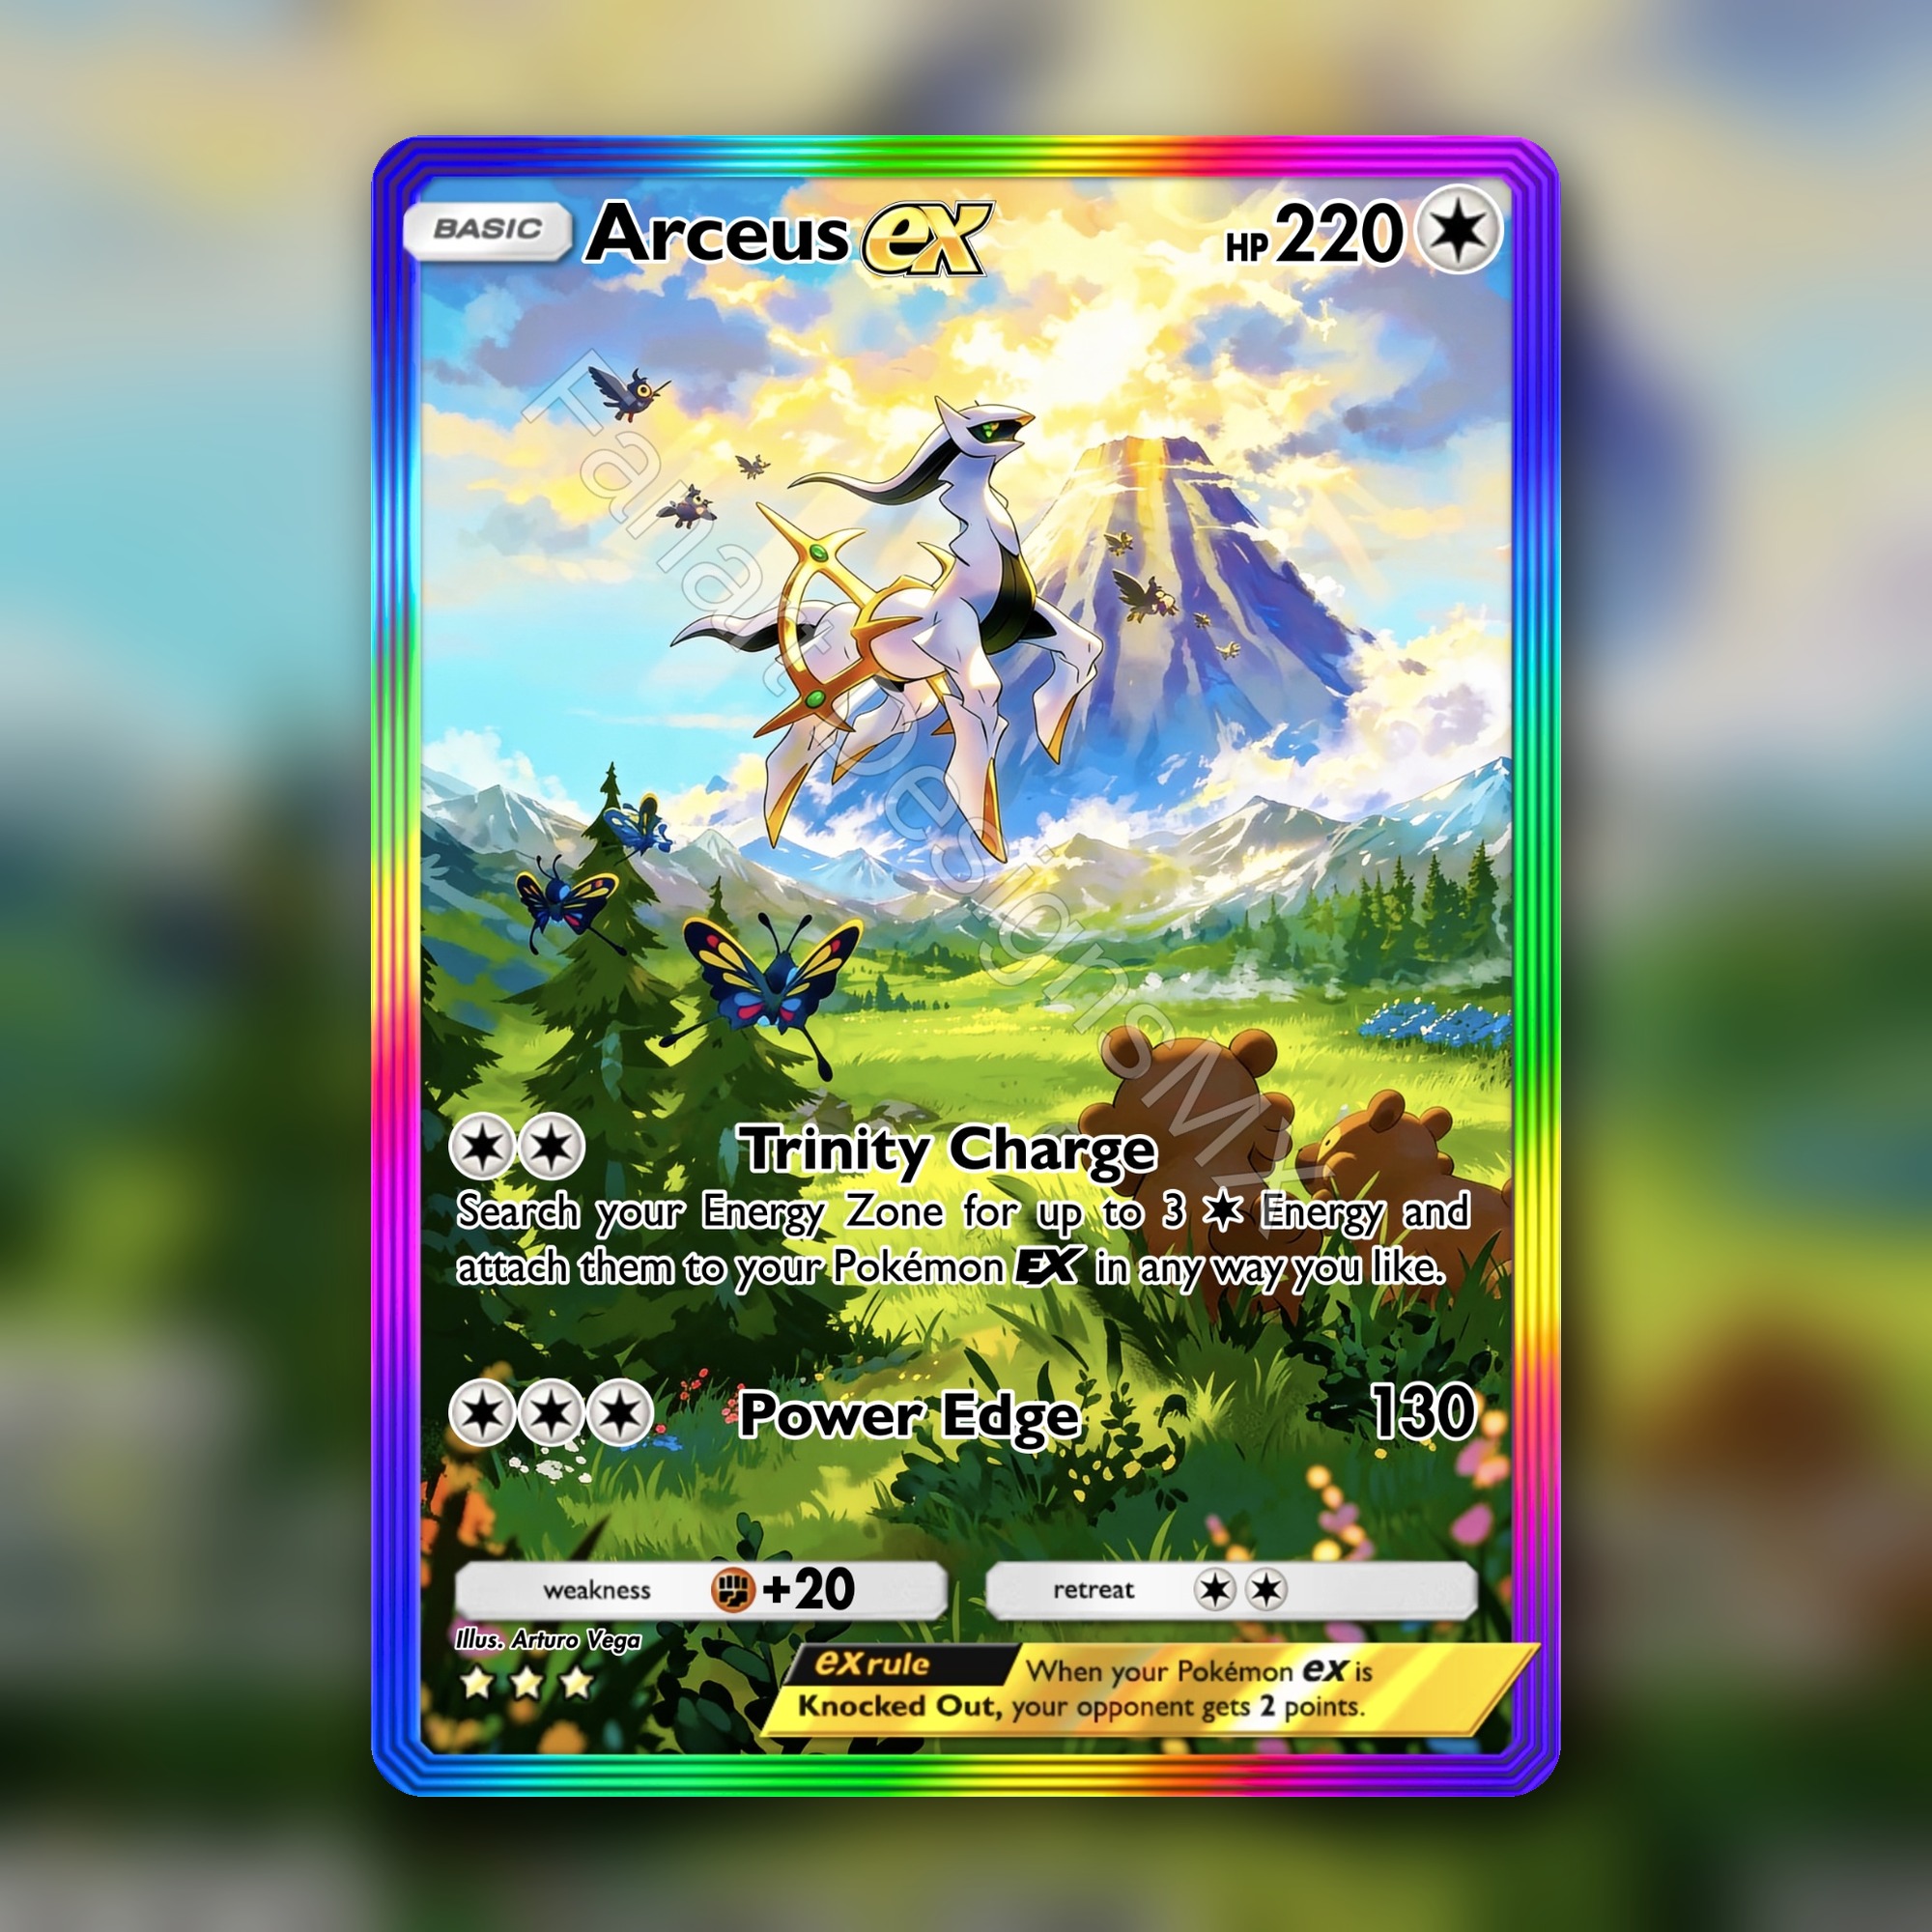 BASIC Arceus ex HP 220
TanartDesignsMX
Trinity Charge
Search your Energy Zone for up to 3 Energy and
attach them to your Pokémon EX in any way you like.
Power Edge 130
weakness +20 retreat
Illus. Arturo Vega
ex rule When your Pokémon ex is
Knocked Out, your opponent gets 2 points.